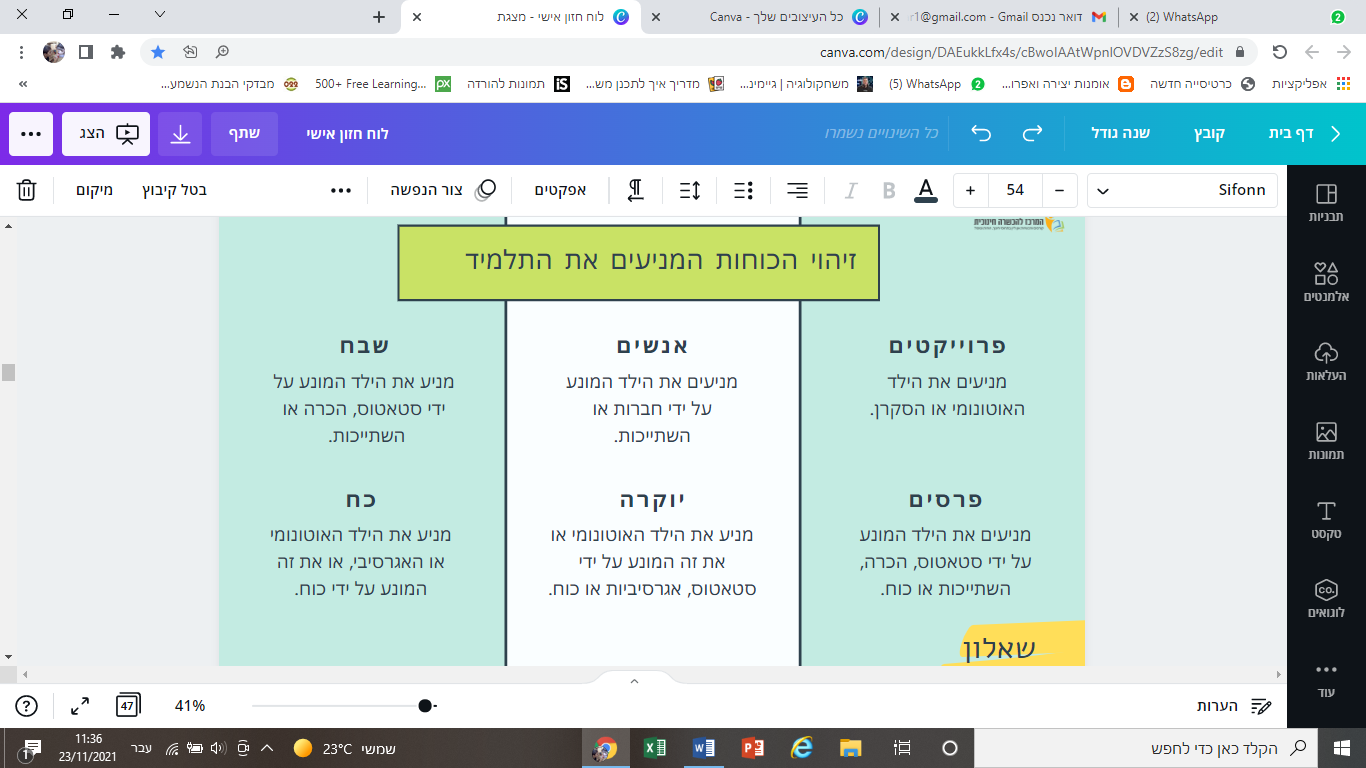 (2) WhatsApp
דואר נכנס - r1@gmail.com - Gmail
כל העיצובים שלך - Canva
לוח חזון אישי - מצגת
canva.com/design/DAEukkLfx4s/cBwoIAAtWpnIOVDVZzS8zg/edit
אפליקציות
כרטיסייה חדשה
אומנות יצירה ואפרו...
(5) WhatsApp
משחקולוגיה | גיימינ...
מדריך איך לתכנן מש...
תמונות להורדה
500+ Free Learning...
מבדקי הבנת הנשמע...
דף בית
קובץ
שנה גודל
כל השינויים נשמרו
לוח חזון אישי
שתף
הצג
Sifonn
54
אפקטים
צור הנפשה
בטל קיבוץ
מיקום
תבניות
אלמנטים
העלאות
תמונות
טקסט
לוגואים
עוד
המרכז להכשרה חינוכית
זיהוי הכוחות המניעים את התלמיד
פרוייקטים
מניעים את הילד
האוטונומי או הסקרן.
אנשים
מניעים את הילד המונע
על ידי חברות או
השתייכות.
שבח
מניע את הילד המונע על
ידי סטאטוס, הכרה או
השתייכות.
פרסים
מניעים את הילד המונע
על ידי סטאטוס, הכרה,
השתייכות או כוח.
יוקרה
מניע את הילד האוטונומי או
את זה המונע על ידי
סטאטוס, אגרסיביות או כוח.
כח
מניע את הילד האוטונומי
או האגרסיבי, או את זה
המונע על ידי כוח.
שאלון
הערות
41%
47
הקלד כאן כדי לחפש
23°C שמשי
עבר
11:36
23/11/2021
1